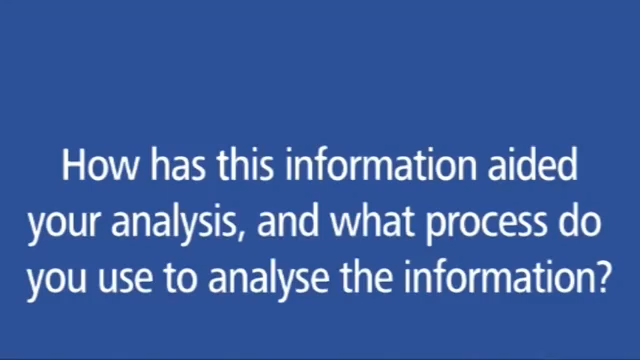 How has this information aided
your analysis, and what process do
you use to analyse the information?